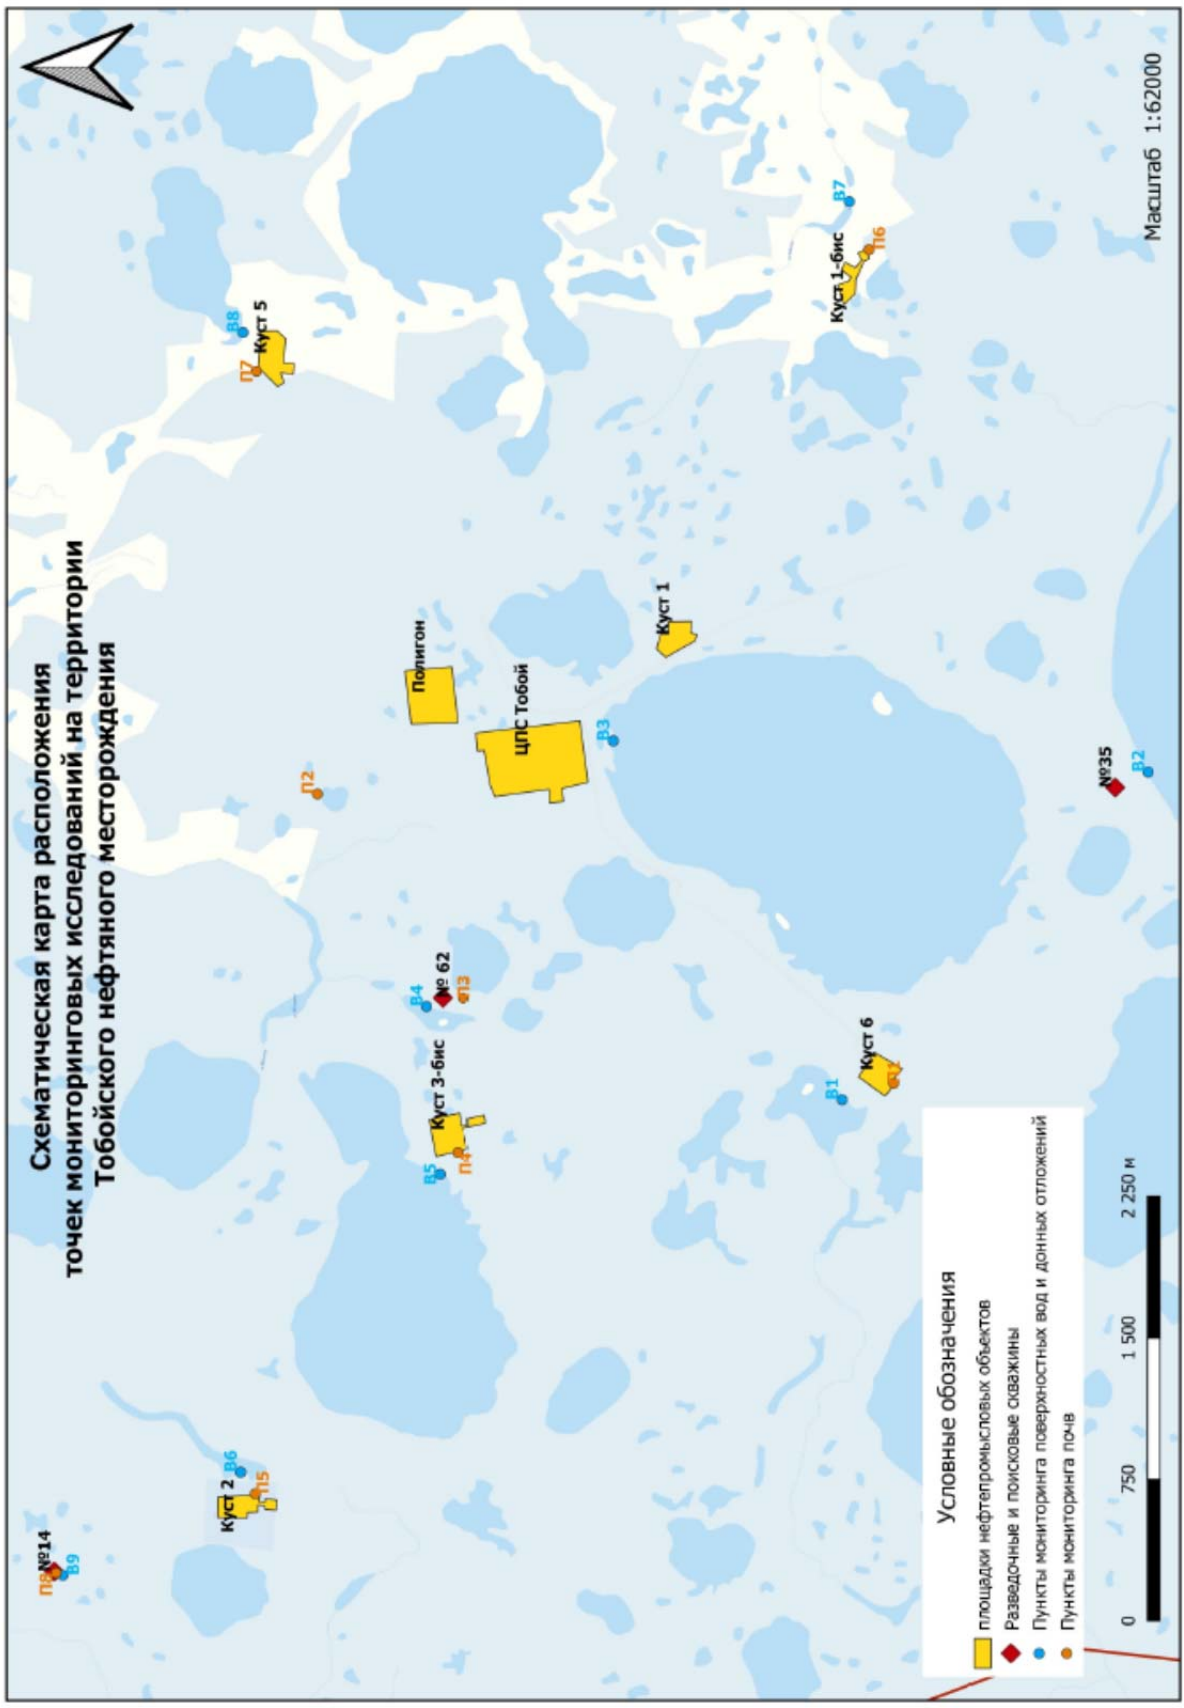 Схематическая карта расположения
точек мониторинговых исследований на территории
Тобойского нефтяного месторождения
№14
П8
В9
Куст 2
В6
П5
В5
П4
Куст 3-бис
В4
№ 62
П3
П2
Полигон
ЦПС Тобой
В3
Куст 1
П7
В8
Куст 5
Куст 1-бис
В7
П6
В1
Куст 6
П1
№35
В2
Условные обозначения
площадки нефтепромысловых объектов
Разведочные и поисковые скважины
Пункты мониторинга поверхностных вод и донных отложений
Пункты мониторинга почв
0 750 1 500 2 250 м
Масштаб 1:62000